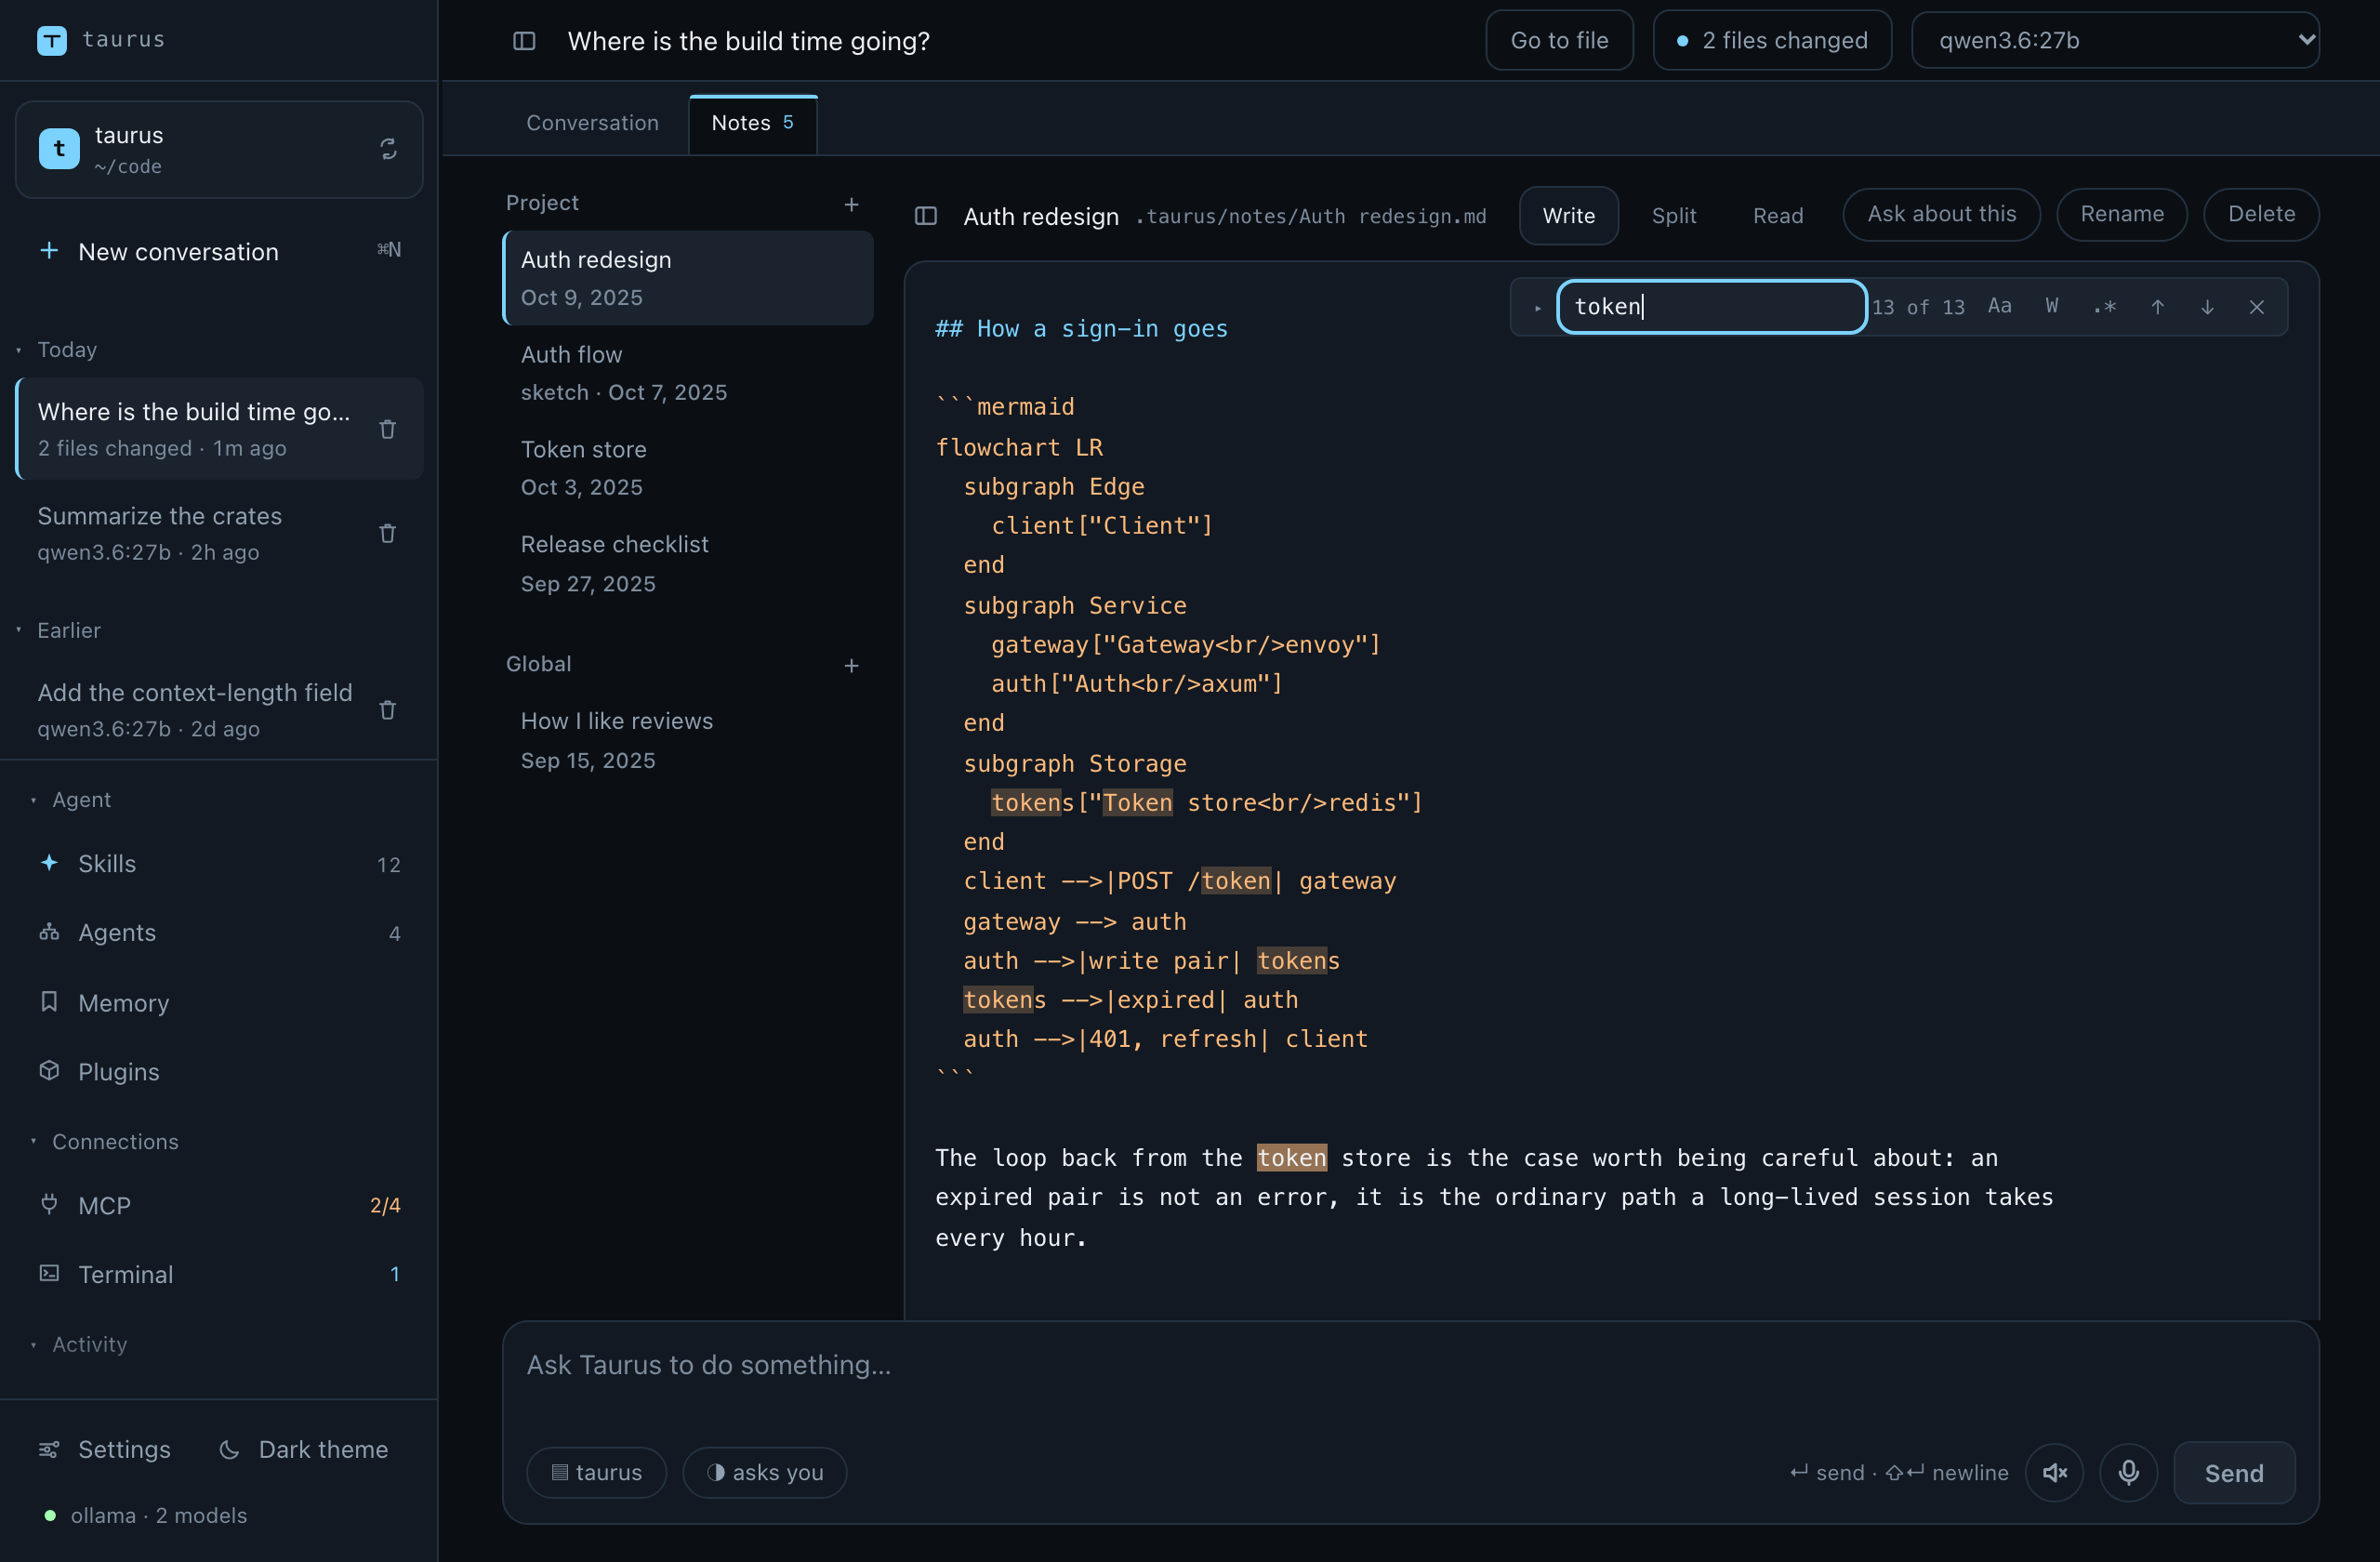 taurus
Where is the build time going?
Go to file
2 files changed
qwen3.6:27b
t
taurus
~/code
New conversation
⌘N
Today
Where is the build time go...
2 files changed · 1m ago
Summarize the crates
qwen3.6:27b · 2h ago
Earlier
Add the context-length field
qwen3.6:27b · 2d ago
Agent
Skills 12
Agents 4
Memory
Plugins
Connections
MCP 2/4
Terminal 1
Activity
Settings
Dark theme
ollama · 2 models
Conversation
Notes 5
Project +
Auth redesign
Oct 9, 2025
Auth flow
sketch · Oct 7, 2025
Token store
Oct 3, 2025
Release checklist
Sep 27, 2025
Global +
How I like reviews
Sep 15, 2025
Auth redesign .taurus/notes/Auth redesign.md
Write
Split
Read
Ask about this
Rename
Delete
token
13 of 13
Aa
W
.*
## How a sign-in goes
```mermaid
flowchart LR
  subgraph Edge
    client["Client"]
  end
  subgraph Service
    gateway["Gateway<br/>envoy"]
    auth["Auth<br/>axum"]
  end
  subgraph Storage
    tokens["Token store<br/>redis"]
  end
  client -->|POST /token| gateway
  gateway --> auth
  auth -->|write pair| tokens
  tokens -->|expired| auth
  auth -->|401, refresh| client
```
The loop back from the token store is the case worth being careful about: an
expired pair is not an error, it is the ordinary path a long-lived session takes
every hour.
Ask Taurus to do something...
taurus
asks you
↵ send · ⇧↵ newline
Send